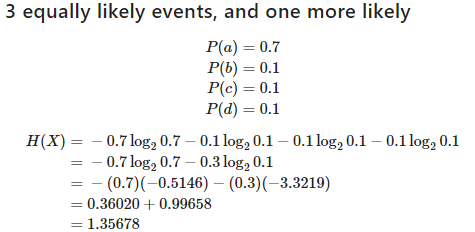 3 equally likely events, and one more likely
P(a) = 0.7
P(b) = 0.1
P(c) = 0.1
P(d) = 0.1
H(X) = − 0.7 log₂ 0.7 − 0.1 log₂ 0.1 − 0.1 log₂ 0.1 − 0.1 log₂ 0.1
= − 0.7 log₂ 0.7 − 0.3 log₂ 0.1
= − (0.7)(−0.5146) − (0.3)(−3.3219)
= 0.36020 + 0.99658
= 1.35678